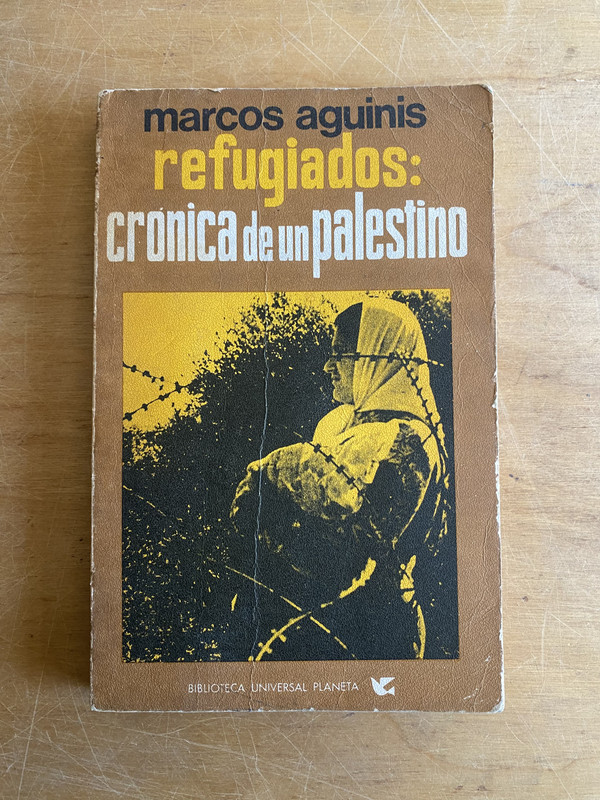 marcos aguinis
refugiados:
crónica de un palestino
BIBLIOTECA UNIVERSAL PLANETA